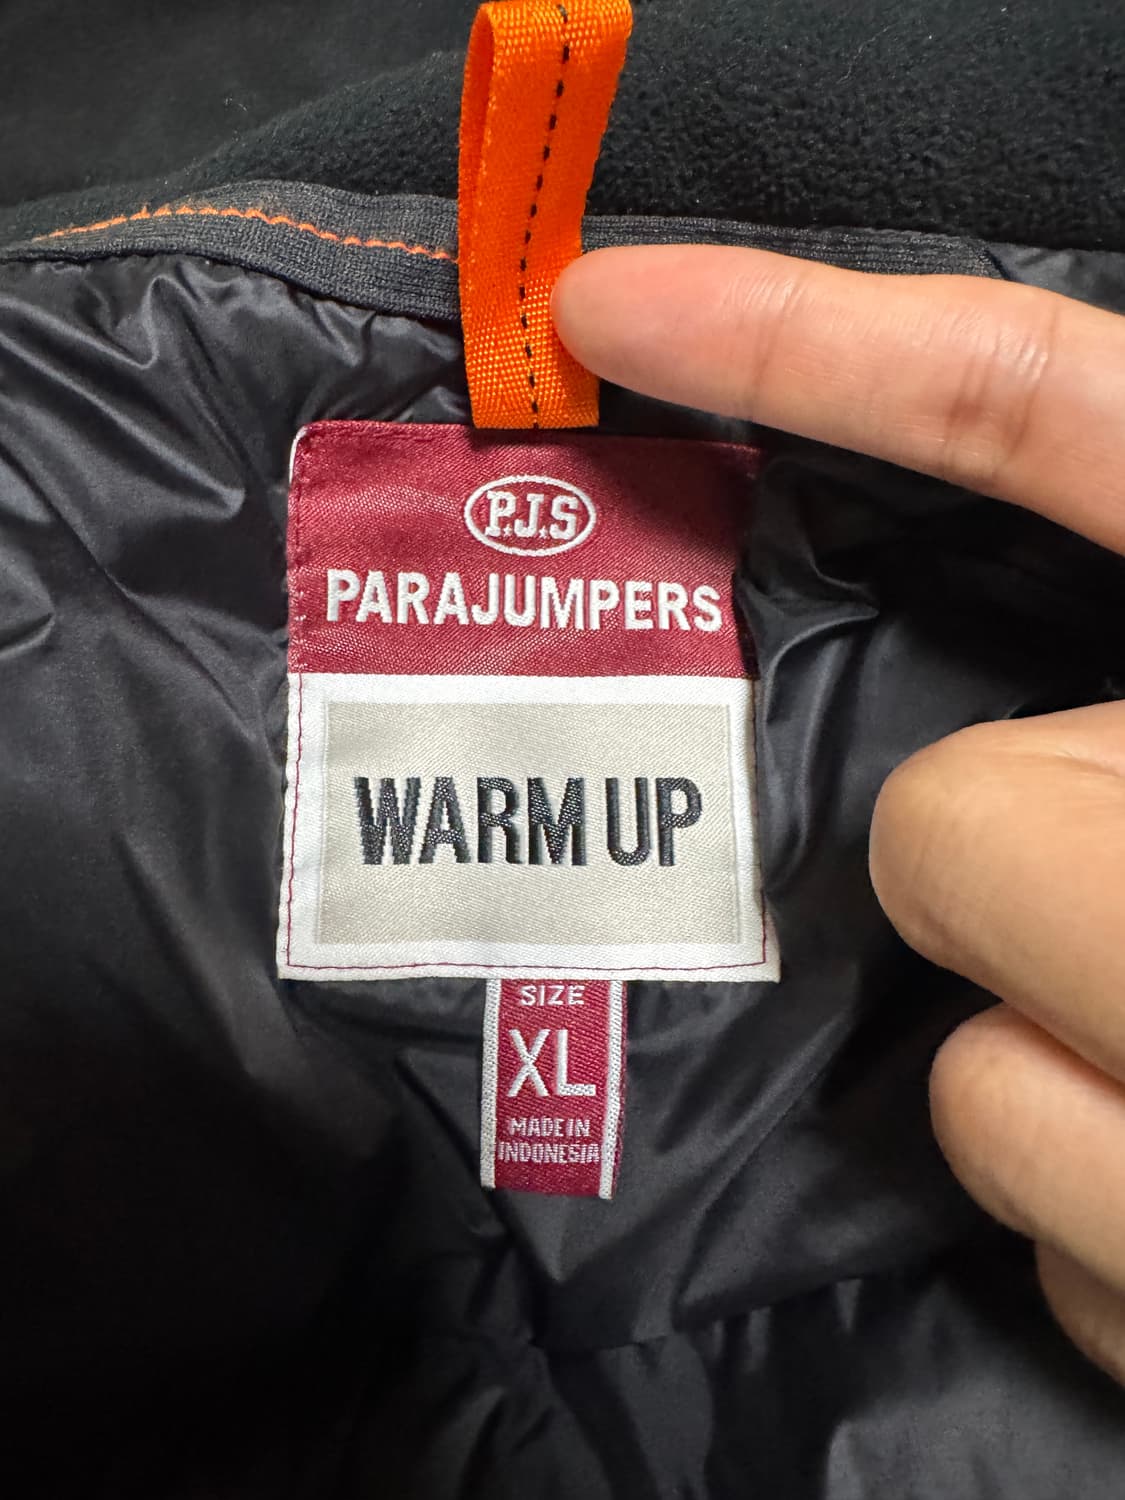 P.J.S
PARAJUMPERS
WARM UP
SIZE
XL
MADE IN
INDONESIA